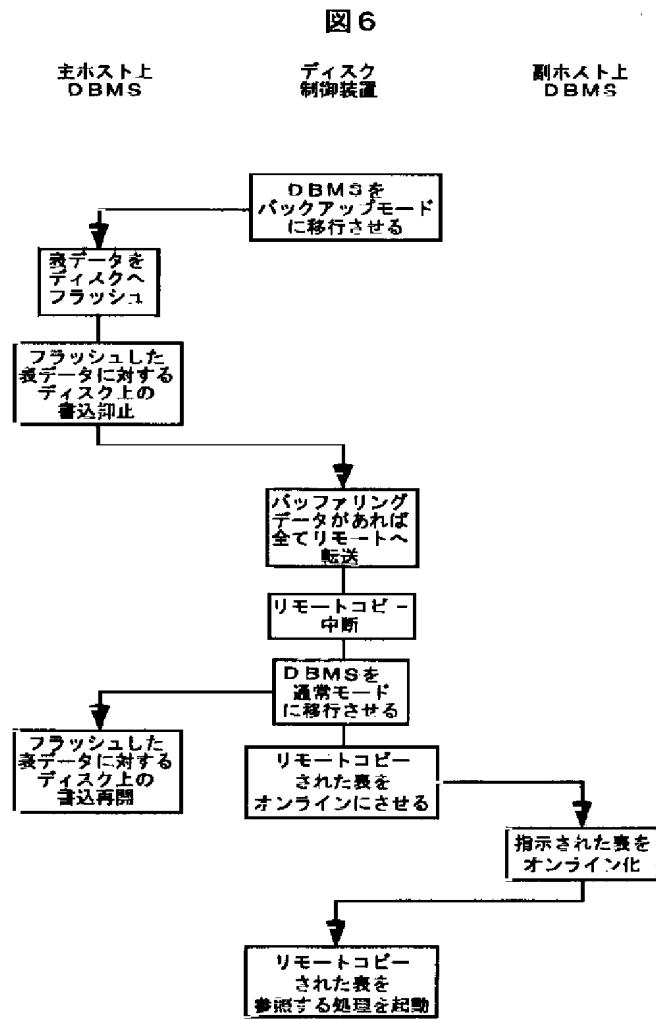 図6
主ホスト上
DBMS
ディスク
制御装置
副ホスト上
DBMS
DBMSを
バックアップモード
に移行させる
表データを
ディスクへ
フラッシュ
フラッシュした
表データに対する
ディスク上の
書込抑止
バッファリング
データがあれば
全てリモートへ
転送
リモートコピー
中断
DBMSを
通常モード
に移行させる
フラッシュした
表データに対する
ディスク上の
書込再開
リモートコピー
された表を
オンラインにさせる
指示された表を
オンライン化
リモートコピー
された表を
参照する処理を起動